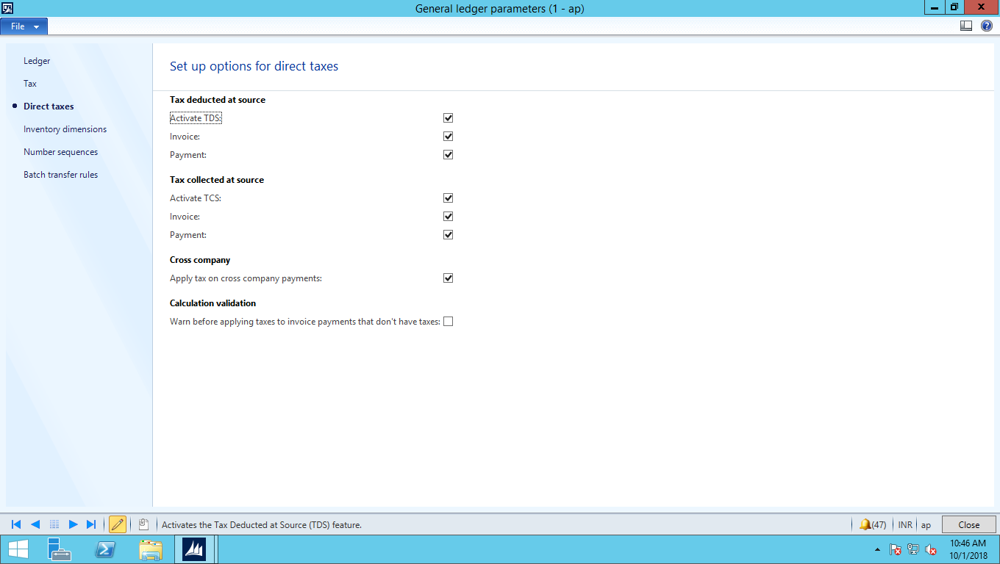 General ledger parameters (1 - ap)
File
Ledger
Tax
Direct taxes
Inventory dimensions
Number sequences
Batch transfer rules
Set up options for direct taxes
Tax deducted at source
Activate TDS:
Invoice:
Payment:
Tax collected at source
Activate TCS:
Invoice:
Payment:
Cross company
Apply tax on cross company payments:
Calculation validation
Warn before applying taxes to invoice payments that don't have taxes:
Activates the Tax Deducted at Source (TDS) feature.
(47)
INR
ap
Close
10:46 AM
10/1/2018